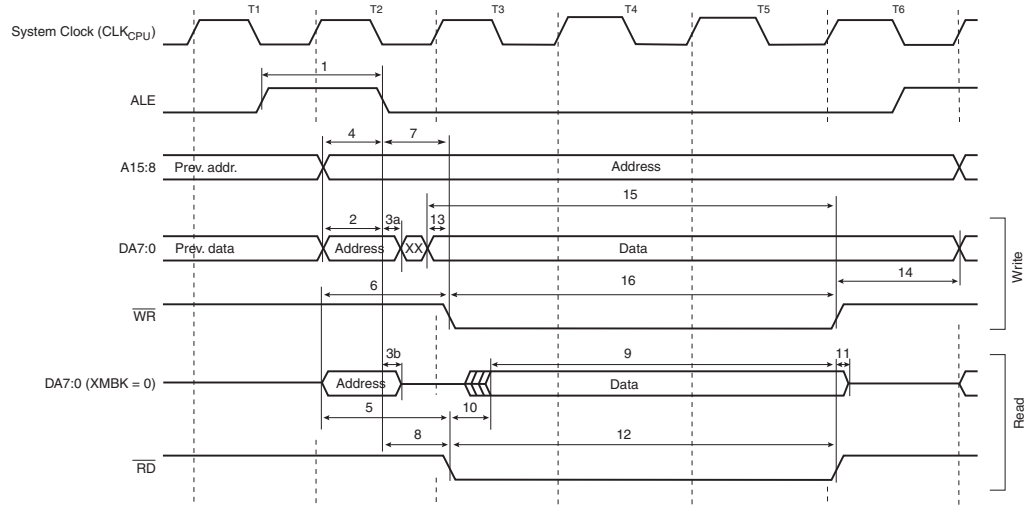 T1 T2 T3 T4 T5 T6
System Clock (CLKCPU)
1
ALE
4 7
A15:8 Prev. addr. Address
15
2 3a 13
DA7:0 Prev. data Address XX Data
14
6 16
WR
Write
3b 9 11
DA7:0 (XMBK = 0) Address Data
5 10
8 12
RD
Read